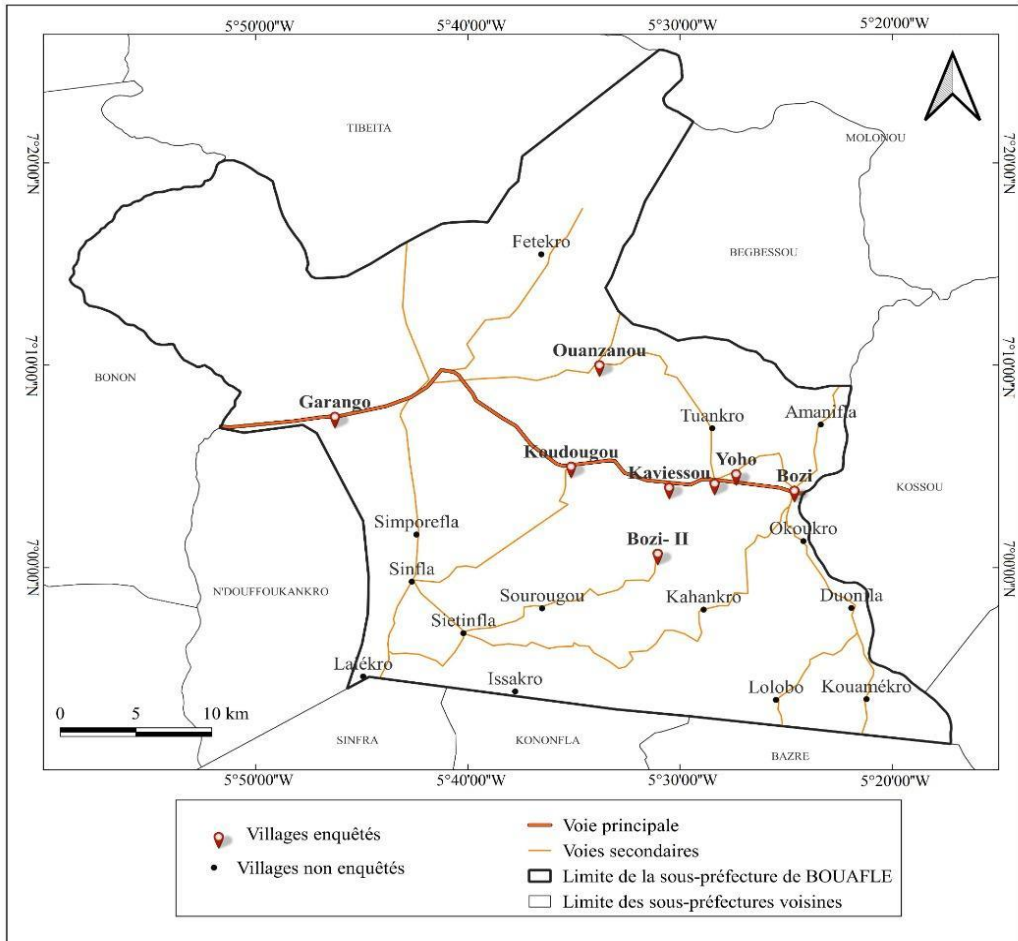 5°50'00"W
5°40'00"W
5°30'00"W
5°20'00"W
TIBEITA
MOLONOU
7°20'00"N
7°20'00"N
Fetekro
BEGBESSOU
Ouanzanou
7°10'00"N
7°10'00"N
BONON
Garango
Tuankro
Amanifla
Koudougou
Kaviessou
Yoho
Bozi
KOSSOU
Simporefla
Okoukro
Bozi- II
7°00'00"N
7°00'00"N
Sinfla
N'DOUFFOUKANKRO
Sourougou
Kahankro
Duonfla
Sietinfla
Lalékro
Issakro
Lolobo
Kouamékro
0 5 10 km
SINFRA
KONONFLA
BAZRE
5°50'00"W
5°40'00"W
5°30'00"W
5°20'00"W
Villages enquêtés
Villages non enquêtés
Voie principale
Voies secondaires
Limite de la sous-préfecture de BOUAFLE
Limite des sous-préfectures voisines